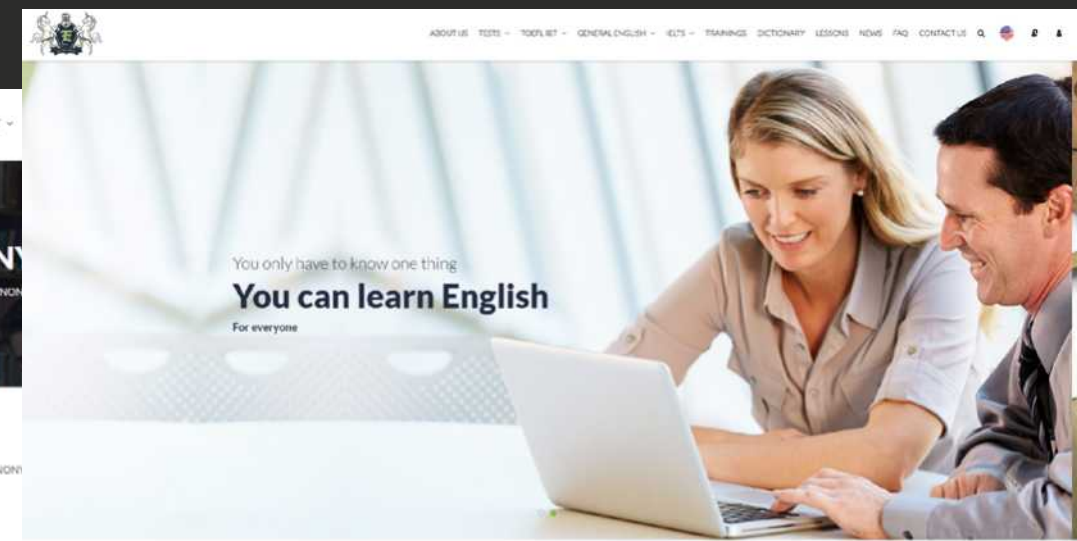 ABOUT US TESTS TOEFL IBT GENERAL ENGLISH IELTS TRAININGS DICTIONARY LESSONS NEWS FAQ CONTACT US
You only have to know one thing
You can learn English
For everyone